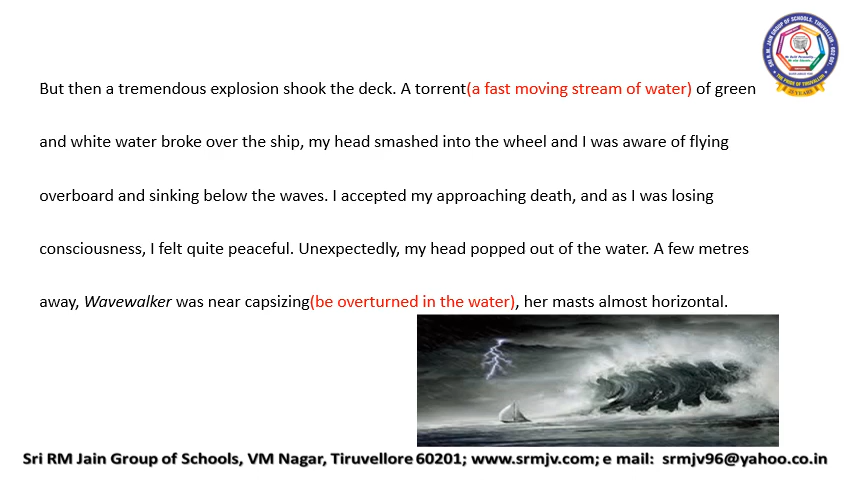 But then a tremendous explosion shook the deck. A torrent(a fast moving stream of water) of green
and white water broke over the ship, my head smashed into the wheel and I was aware of flying
overboard and sinking below the waves. I accepted my approaching death, and as I was losing
consciousness, I felt quite peaceful. Unexpectedly, my head popped out of the water. A few metres
away, Wavewalker was near capsizing(be overturned in the water), her masts almost horizontal.
Sri RM Jain Group of Schools, VM Nagar, Tiruvellore 60201; www.srmjv.com; e mail: srmjv96@yahoo.co.in